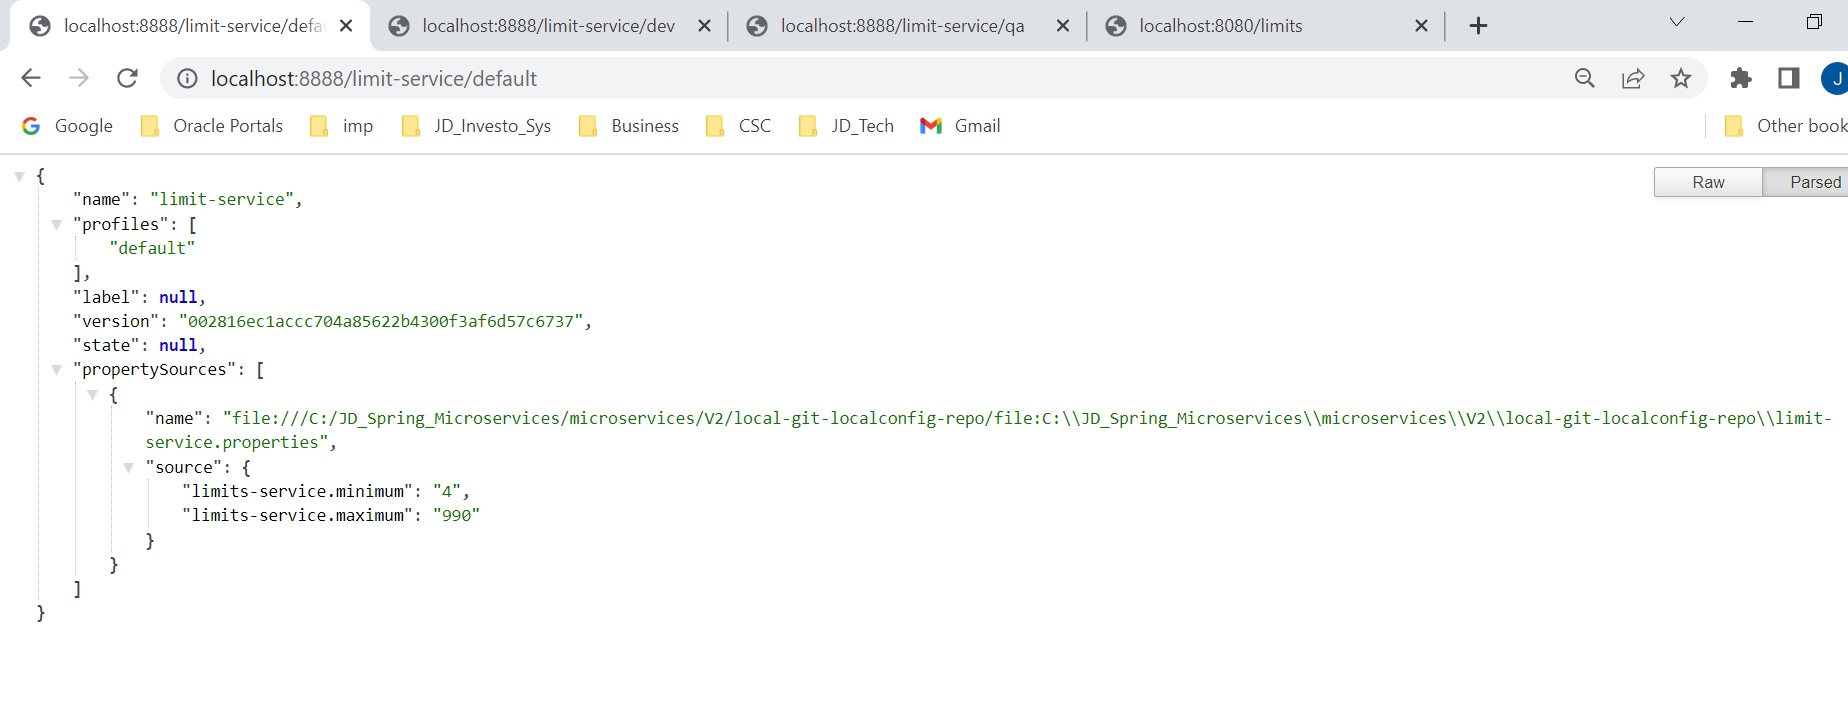 localhost:8888/limit-service/defau localhost:8888/limit-service/dev localhost:8888/limit-service/qa localhost:8080/limits
localhost:8888/limit-service/default J
Google Oracle Portals imp JD_Investo_Sys Business CSC JD_Tech Gmail Other book
Raw Parsed
{
"name": "limit-service",
"profiles": [
"default"
],
"label": null,
"version": "002816ec1accc704a85622b4300f3af6d57c6737",
"state": null,
"propertySources": [
{
"name": "file:///C:/JD_Spring_Microservices/microservices/V2/local-git-localconfig-repo/file:C:\\JD_Spring_Microservices\\microservices\\V2\\local-git-localconfig-repo\\limit-
service.properties",
"source": {
"limits-service.minimum": "4",
"limits-service.maximum": "990"
}
}
]
}